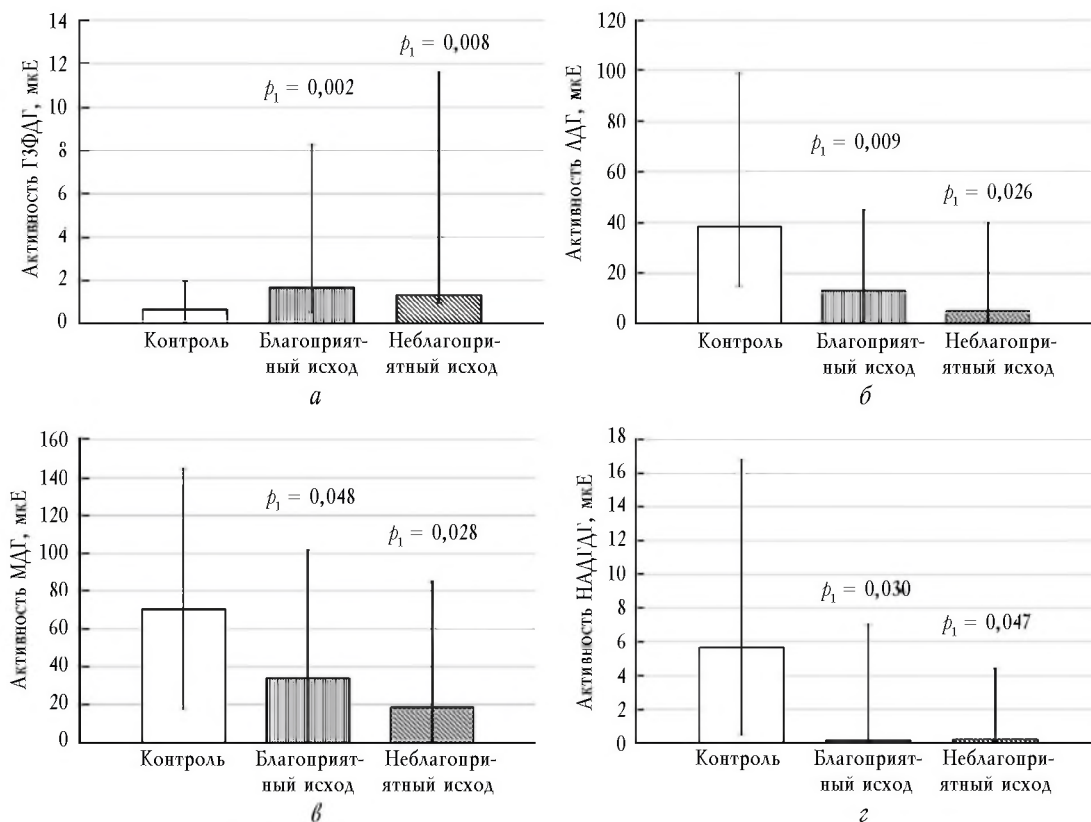 14
12
10
8
6
4
2
0
Активность Г3ФДГ, мкЕ
p₁ = 0,002
p₁ = 0,008
Контроль
Благоприят-
ный исход
Неблагопри-
ятный исход
а
120
100
80
60
40
20
0
Активность ЛДГ, мкЕ
p₁ = 0,009
p₁ = 0,026
Контроль
Благоприят-
ный исход
Неблагопри-
ятный исход
б
160
140
120
100
80
60
40
20
0
Активность МДГ, мкЕ
p₁ = 0,048
p₁ = 0,028
Контроль
Благоприят-
ный исход
Неблагопри-
ятный исход
в
18
16
14
12
10
8
6
4
2
0
Активность НАДГДГ, мкЕ
p₁ = 0,030
p₁ = 0,047
Контроль
Благоприят-
ный исход
Неблагопри-
ятный исход
г